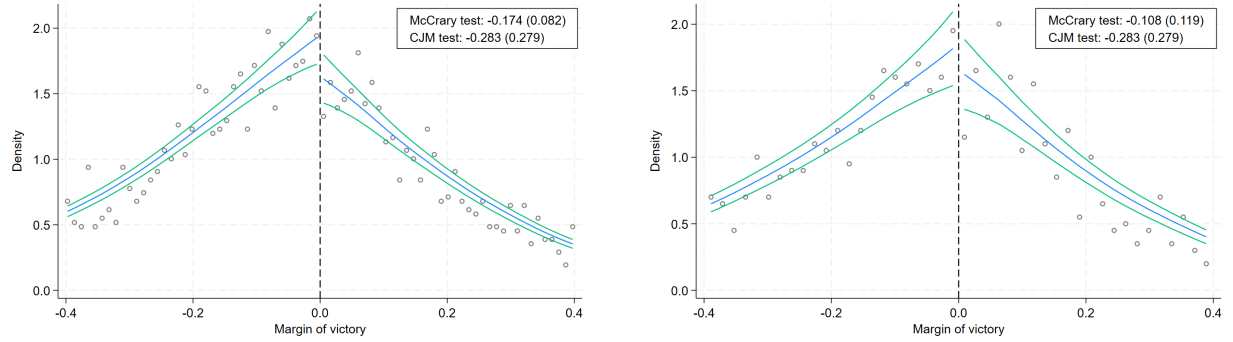 McCrary test: -0.174 (0.082)
CJM test: -0.283 (0.279)
2.0
1.5
1.0
0.5
0.0
Density
-0.4
-0.2
0.0
0.2
0.4
Margin of victory
McCrary test: -0.108 (0.119)
CJM test: -0.283 (0.279)
2.0
1.5
1.0
0.5
0.0
Density
-0.4
-0.2
0.0
0.2
0.4
Margin of victory